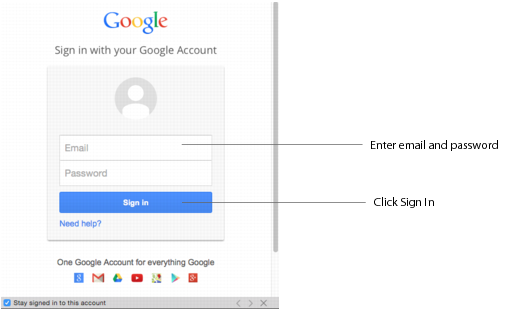 Google
Sign in with your Google Account
Email
Enter email and password
Password
Sign in
Click Sign In
Need help?
One Google Account for everything Google
Stay signed in to this account